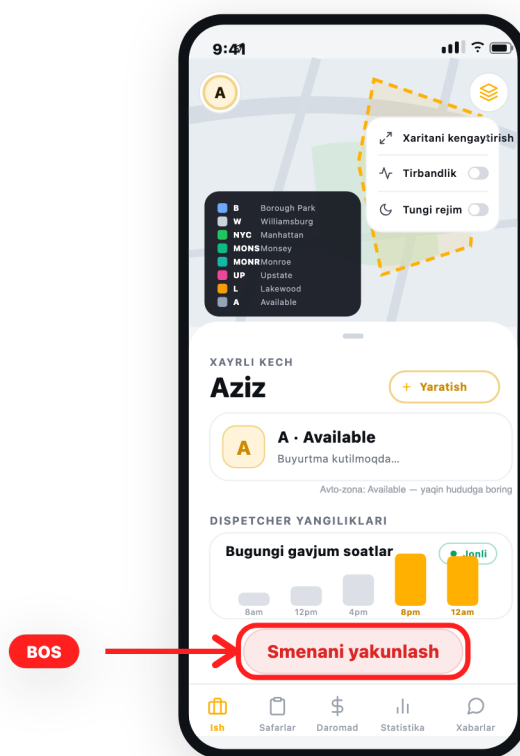 9:41
A
Xaritani kengaytirish
Tirbandlik
Tungi rejim
B Borough Park
W Williamsburg
NYC Manhattan
MONS Monsey
MONR Monroe
UP Upstate
L Lakewood
A Available
XAYRLI KECH
Aziz
+ Yaratish
A
A · Available
Buyurtma kutilmoqda...
Avto-zona: Available — yaqin hududga boring
DISPETCHER YANGILIKLARI
Bugungi gavjum soatlar
Jonli
8am 12pm 4pm 8pm 12am
BOS
Smenani yakunlash
Ish Safarlar Daromad Statistika Xabarlar